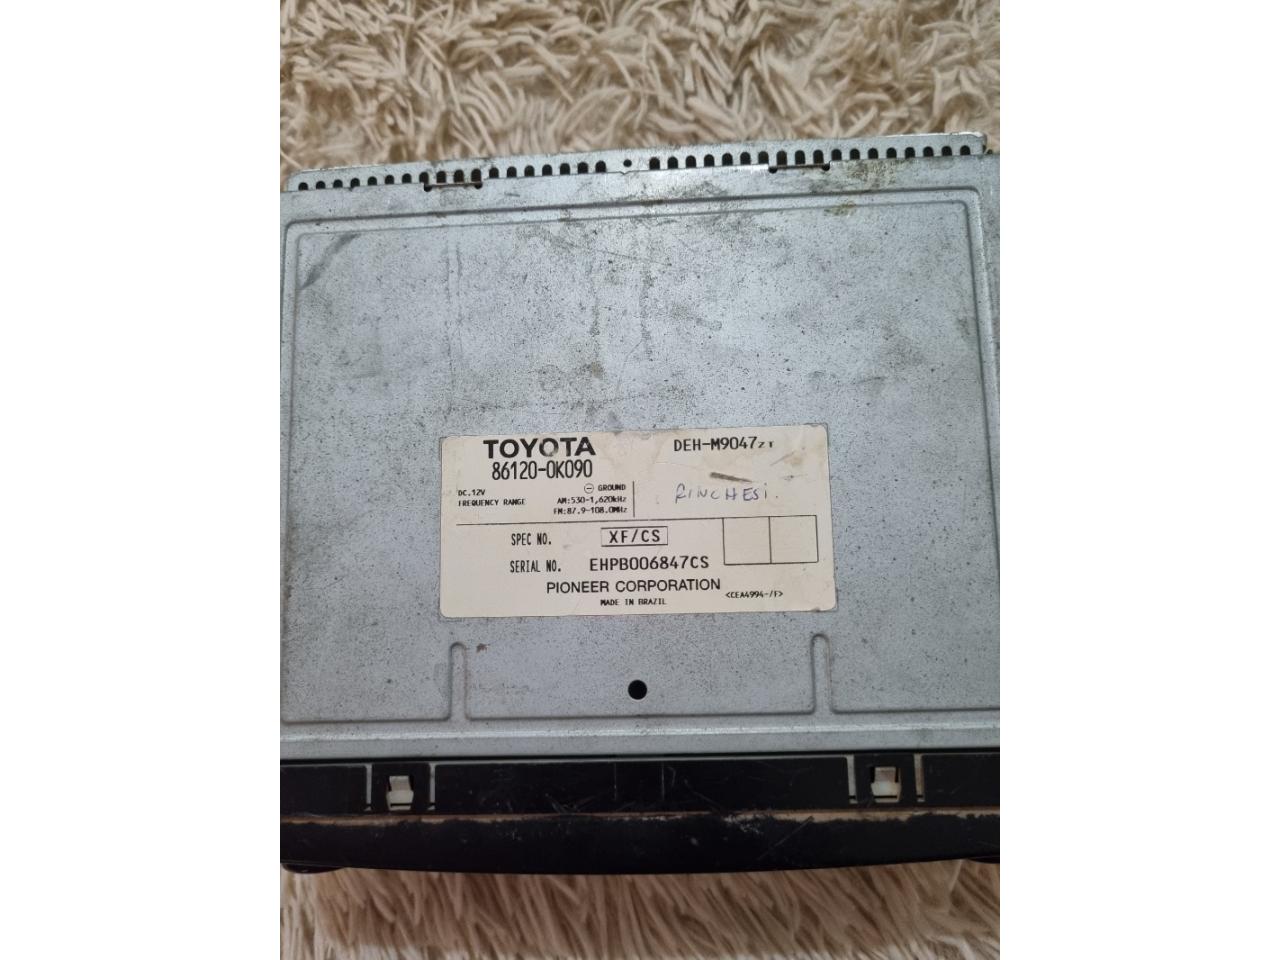 TOYOTA
86120-0K090
DEH-M9047ZT
DC.12V
⊖ GROUND
FREQUENCY RANGE
AM:530-1,620kHz
FM:87.9-108.0MHz
RINCHESi.
SPEC NO. XF/CS
SERIAL NO. EHPB006847CS
PIONEER CORPORATION
MADE IN BRAZIL
<CEA4994-/F>